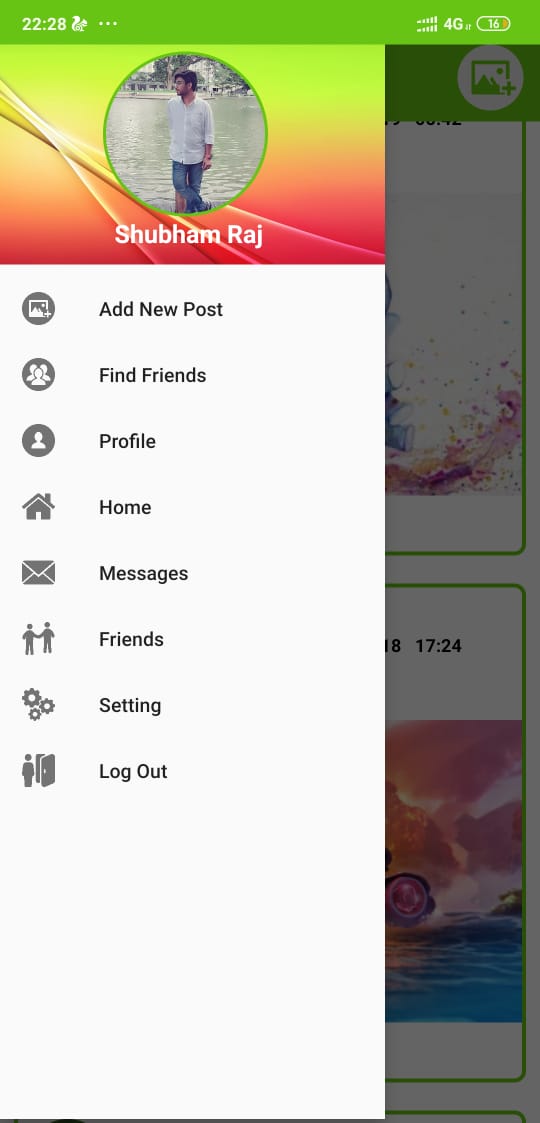 22:28
4G
16
Shubham Raj
Add New Post
Find Friends
Profile
Home
Messages
Friends
Setting
Log Out
18 17:24